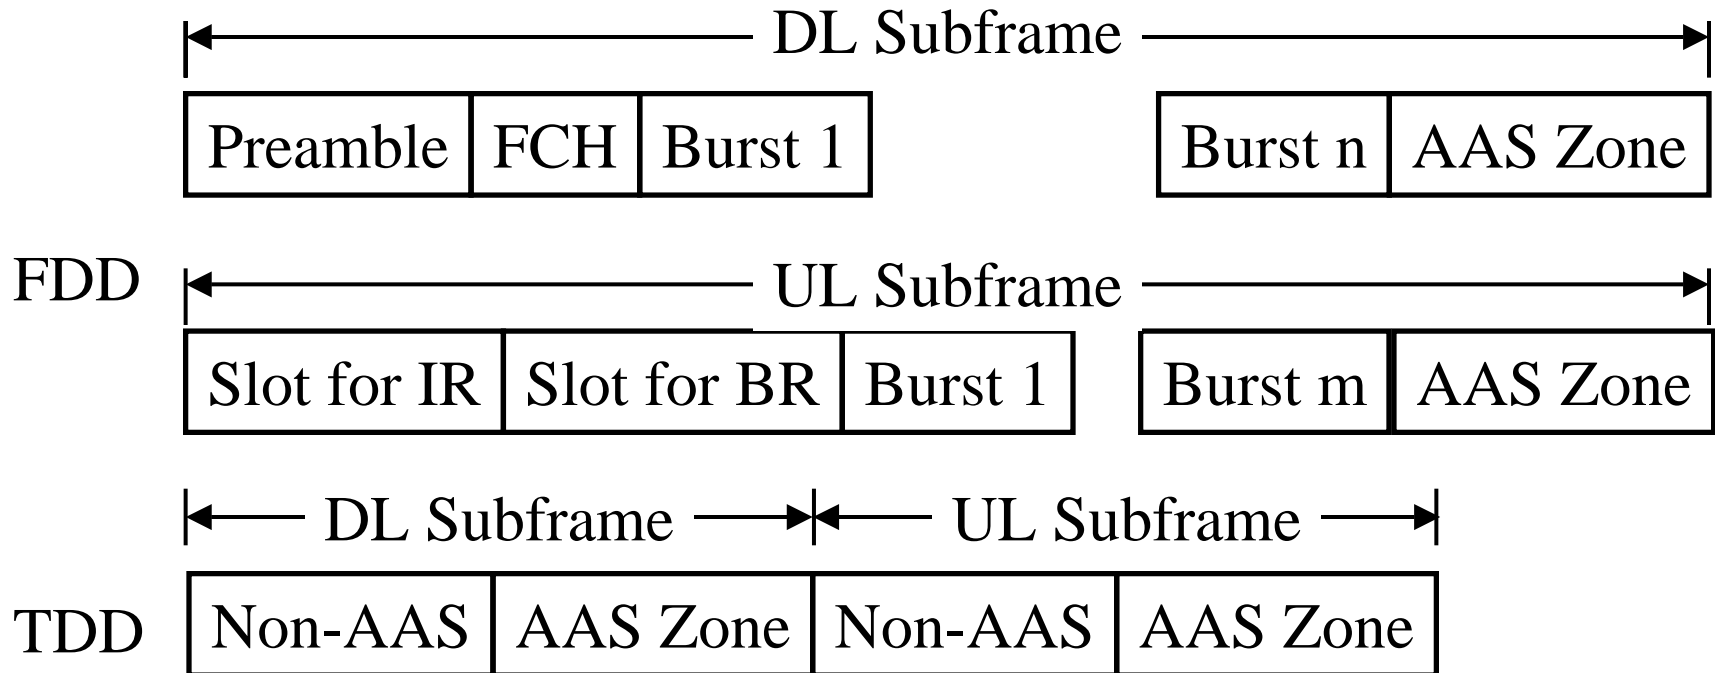 DL Subframe
Preamble FCH Burst 1 Burst n AAS Zone
FDD
UL Subframe
Slot for IR Slot for BR Burst 1 Burst m AAS Zone
DL Subframe UL Subframe
TDD Non-AAS AAS Zone Non-AAS AAS Zone